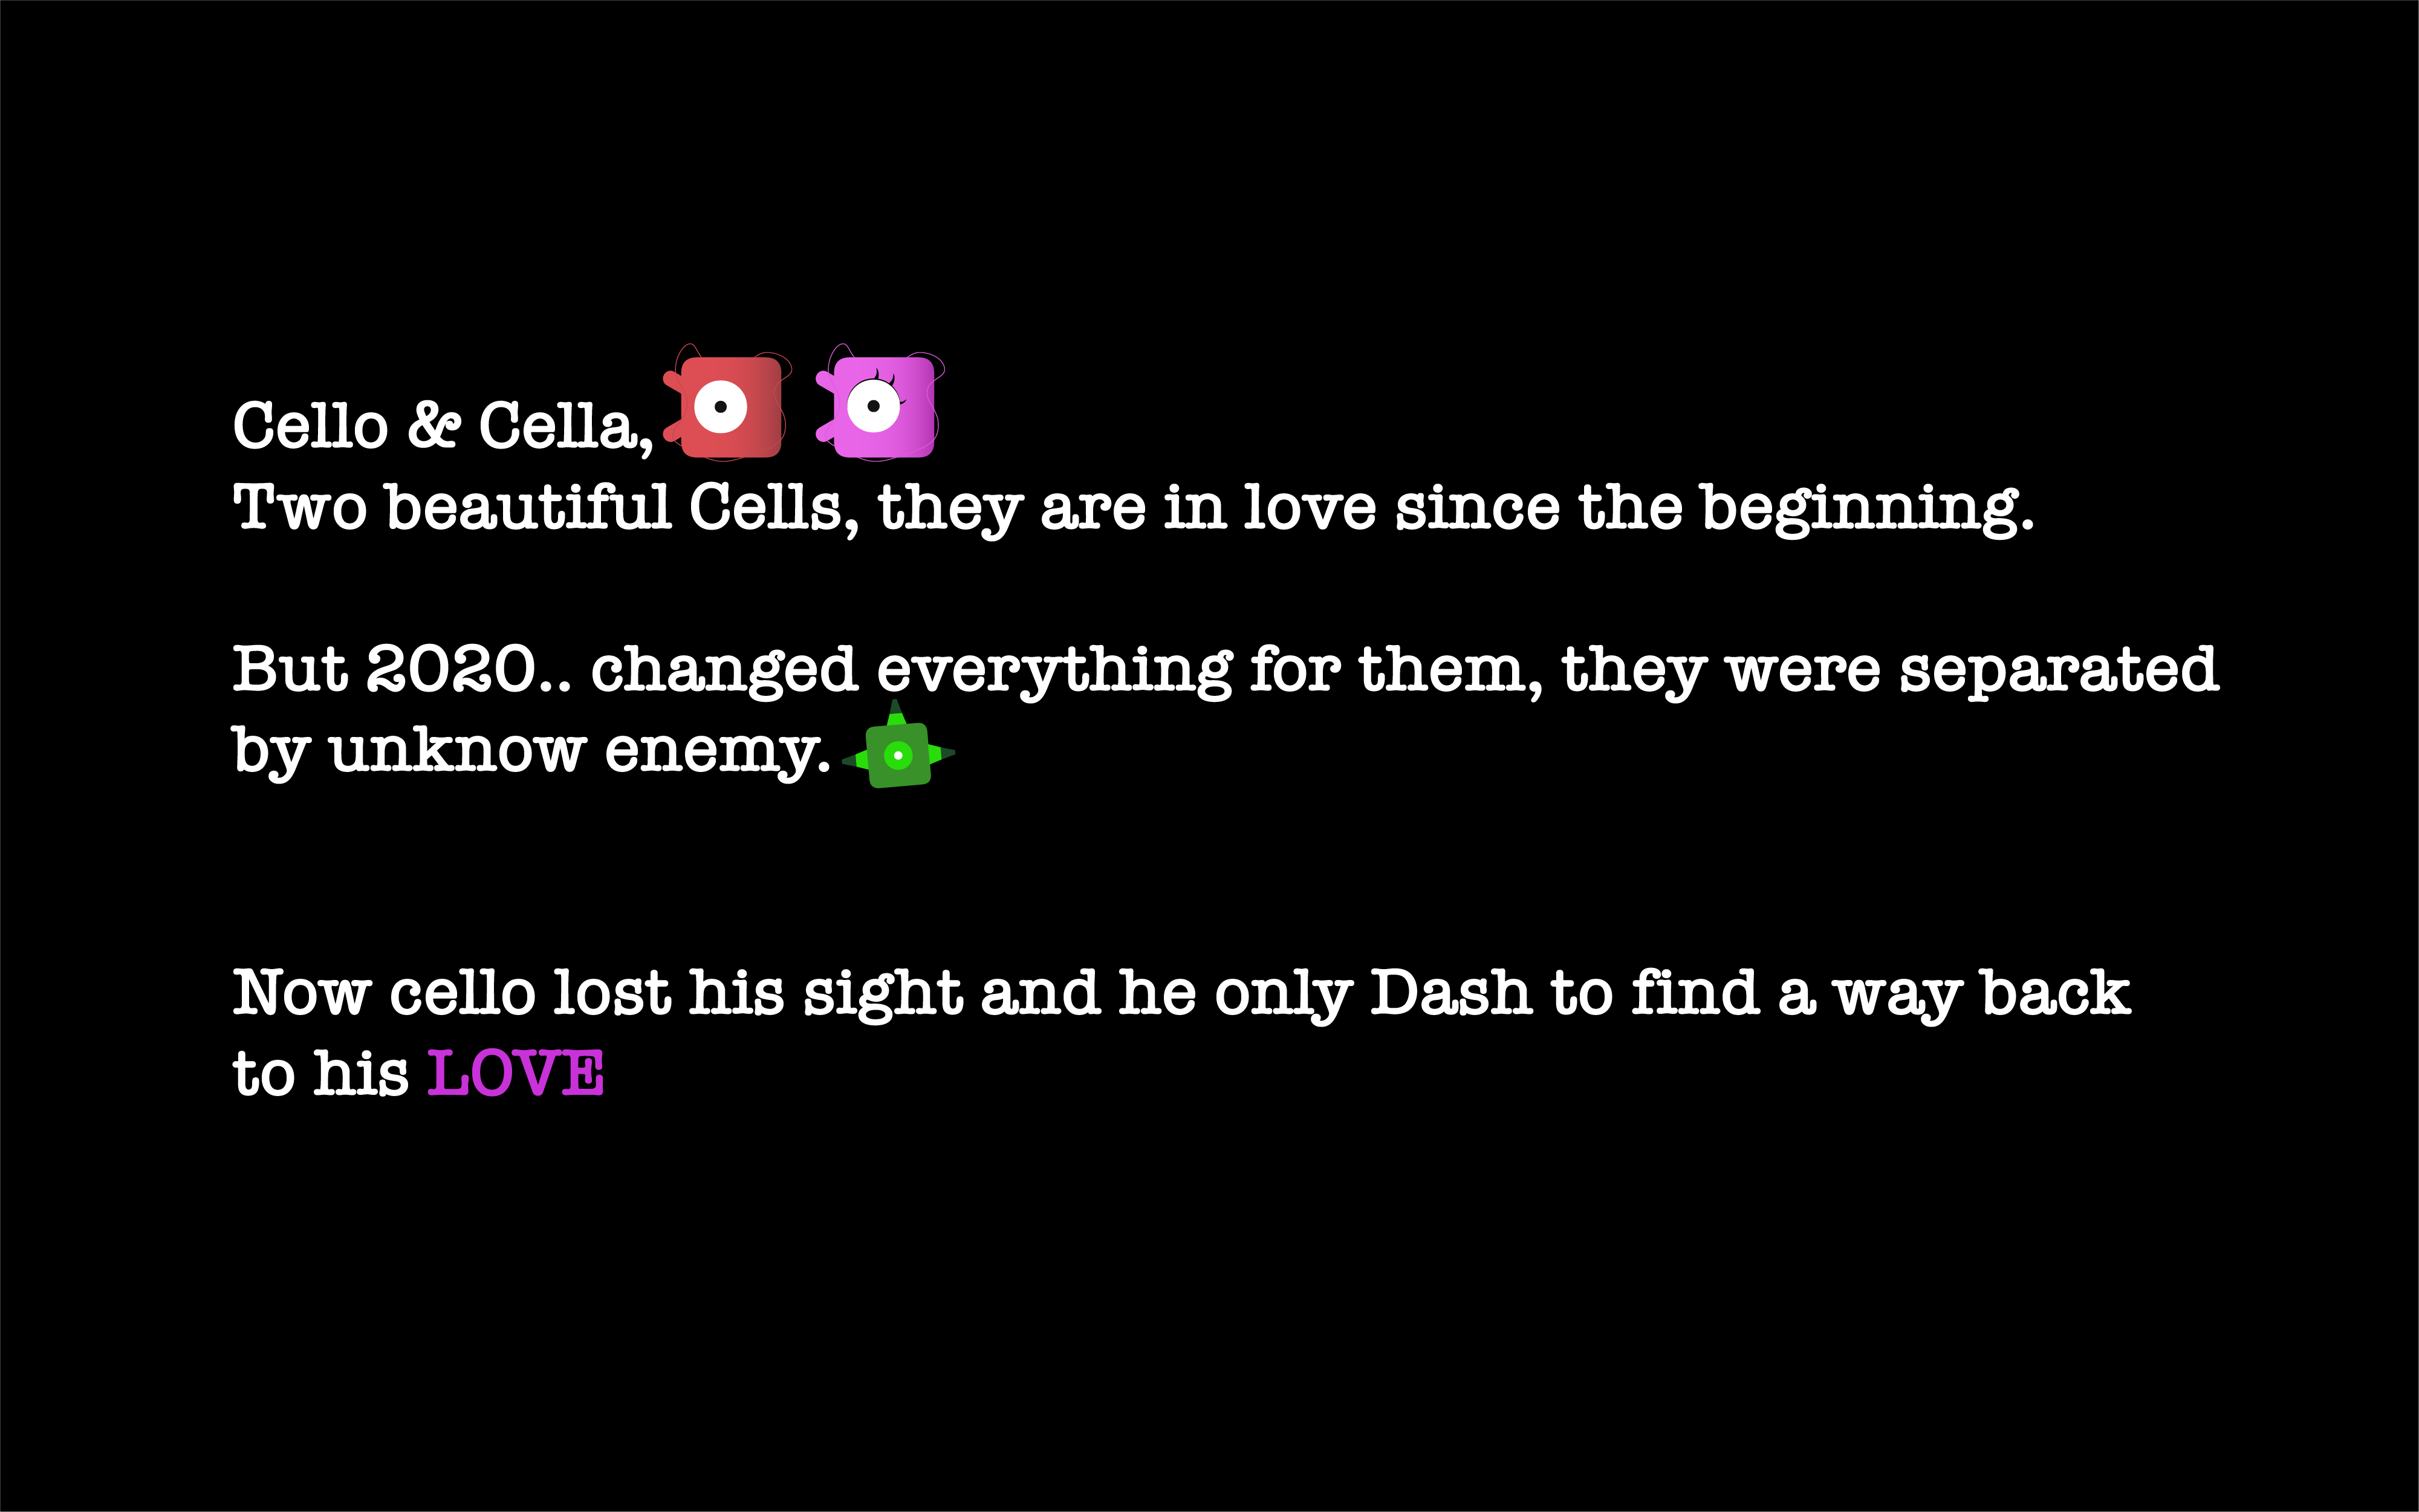 Cello & Cella,
Two beautiful Cells, they are in love since the beginning.
But 2020.. changed everything for them, they were separated
by unknow enemy.
Now cello lost his sight and he only Dash to find a way back
to his LOVE